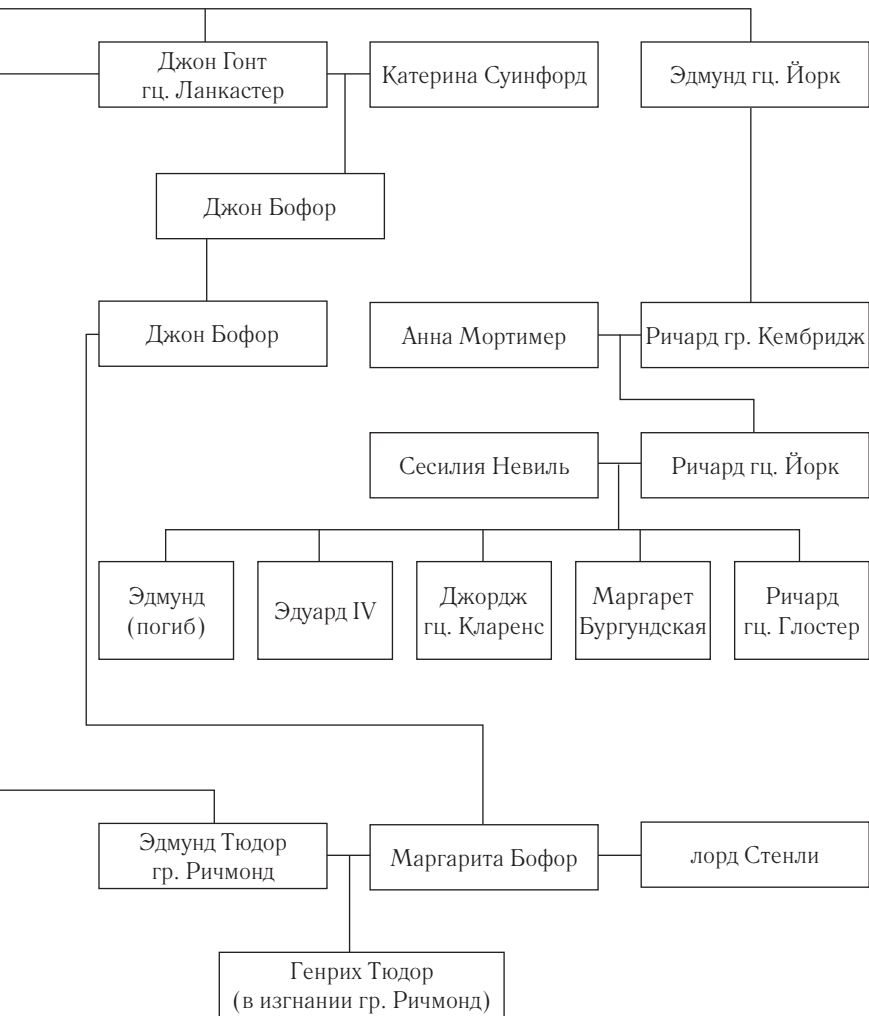 Джон Гонт
гц. Ланкастер
Катерина Суинфорд
Эдмунд гц. Йорк
Джон Бофор
Джон Бофор
Анна Мортимер
Ричард гр. Кембридж
Сесилия Невиль
Ричард гц. Йорк
Эдмунд
(погиб)
Эдуард IV
Джордж
гц. Кларенс
Маргарет
Бургундская
Ричард
гц. Глостер
Эдмунд Тюдор
гр. Ричмонд
Маргарита Бофор
лорд Стенли
Генрих Тюдор
(в изгнании гр. Ричмонд)